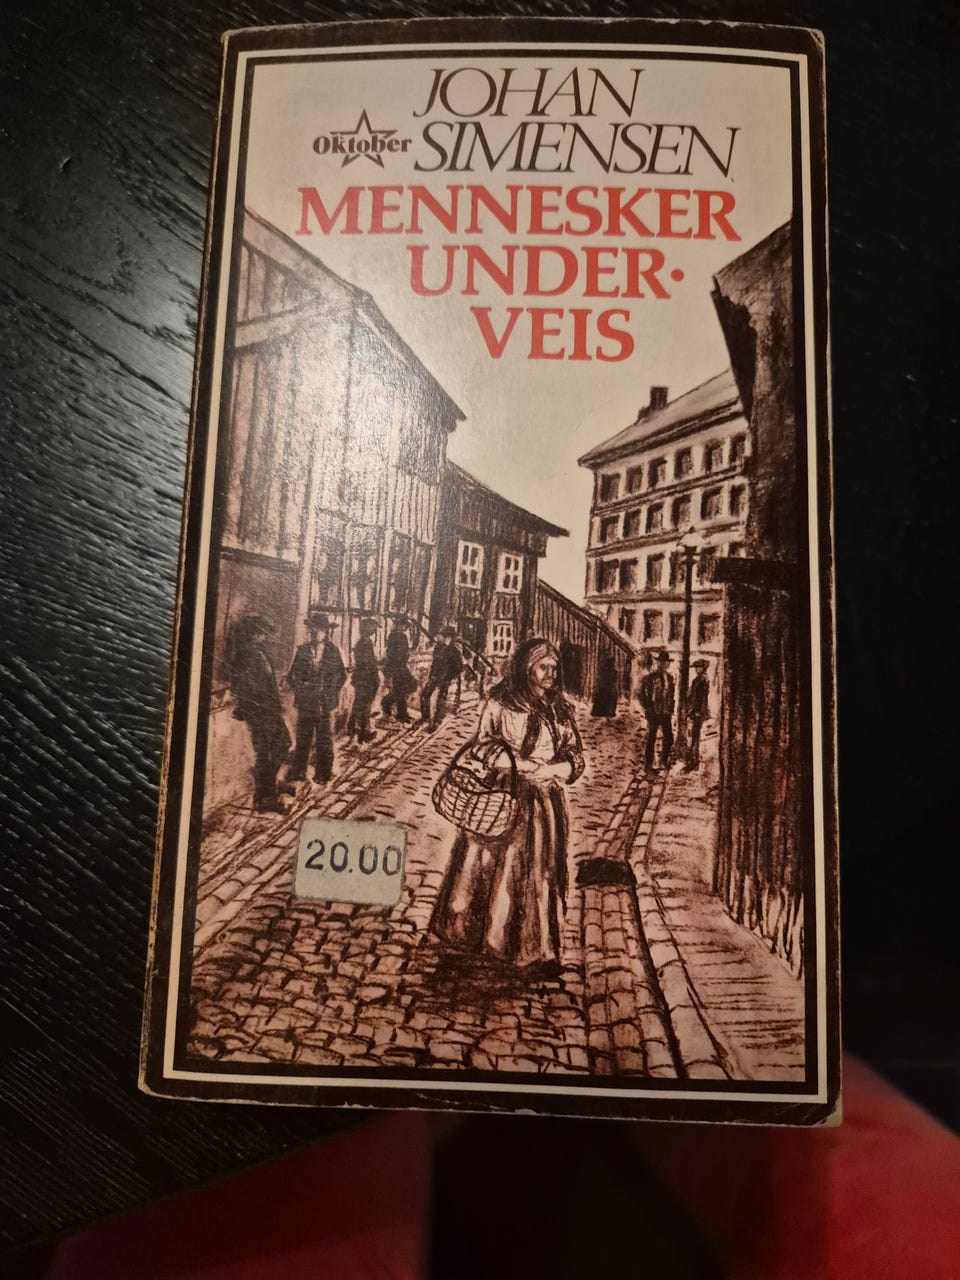 JOHAN
Oktober SIMENSEN
MENNESKER
UNDER·
VEIS
20.00